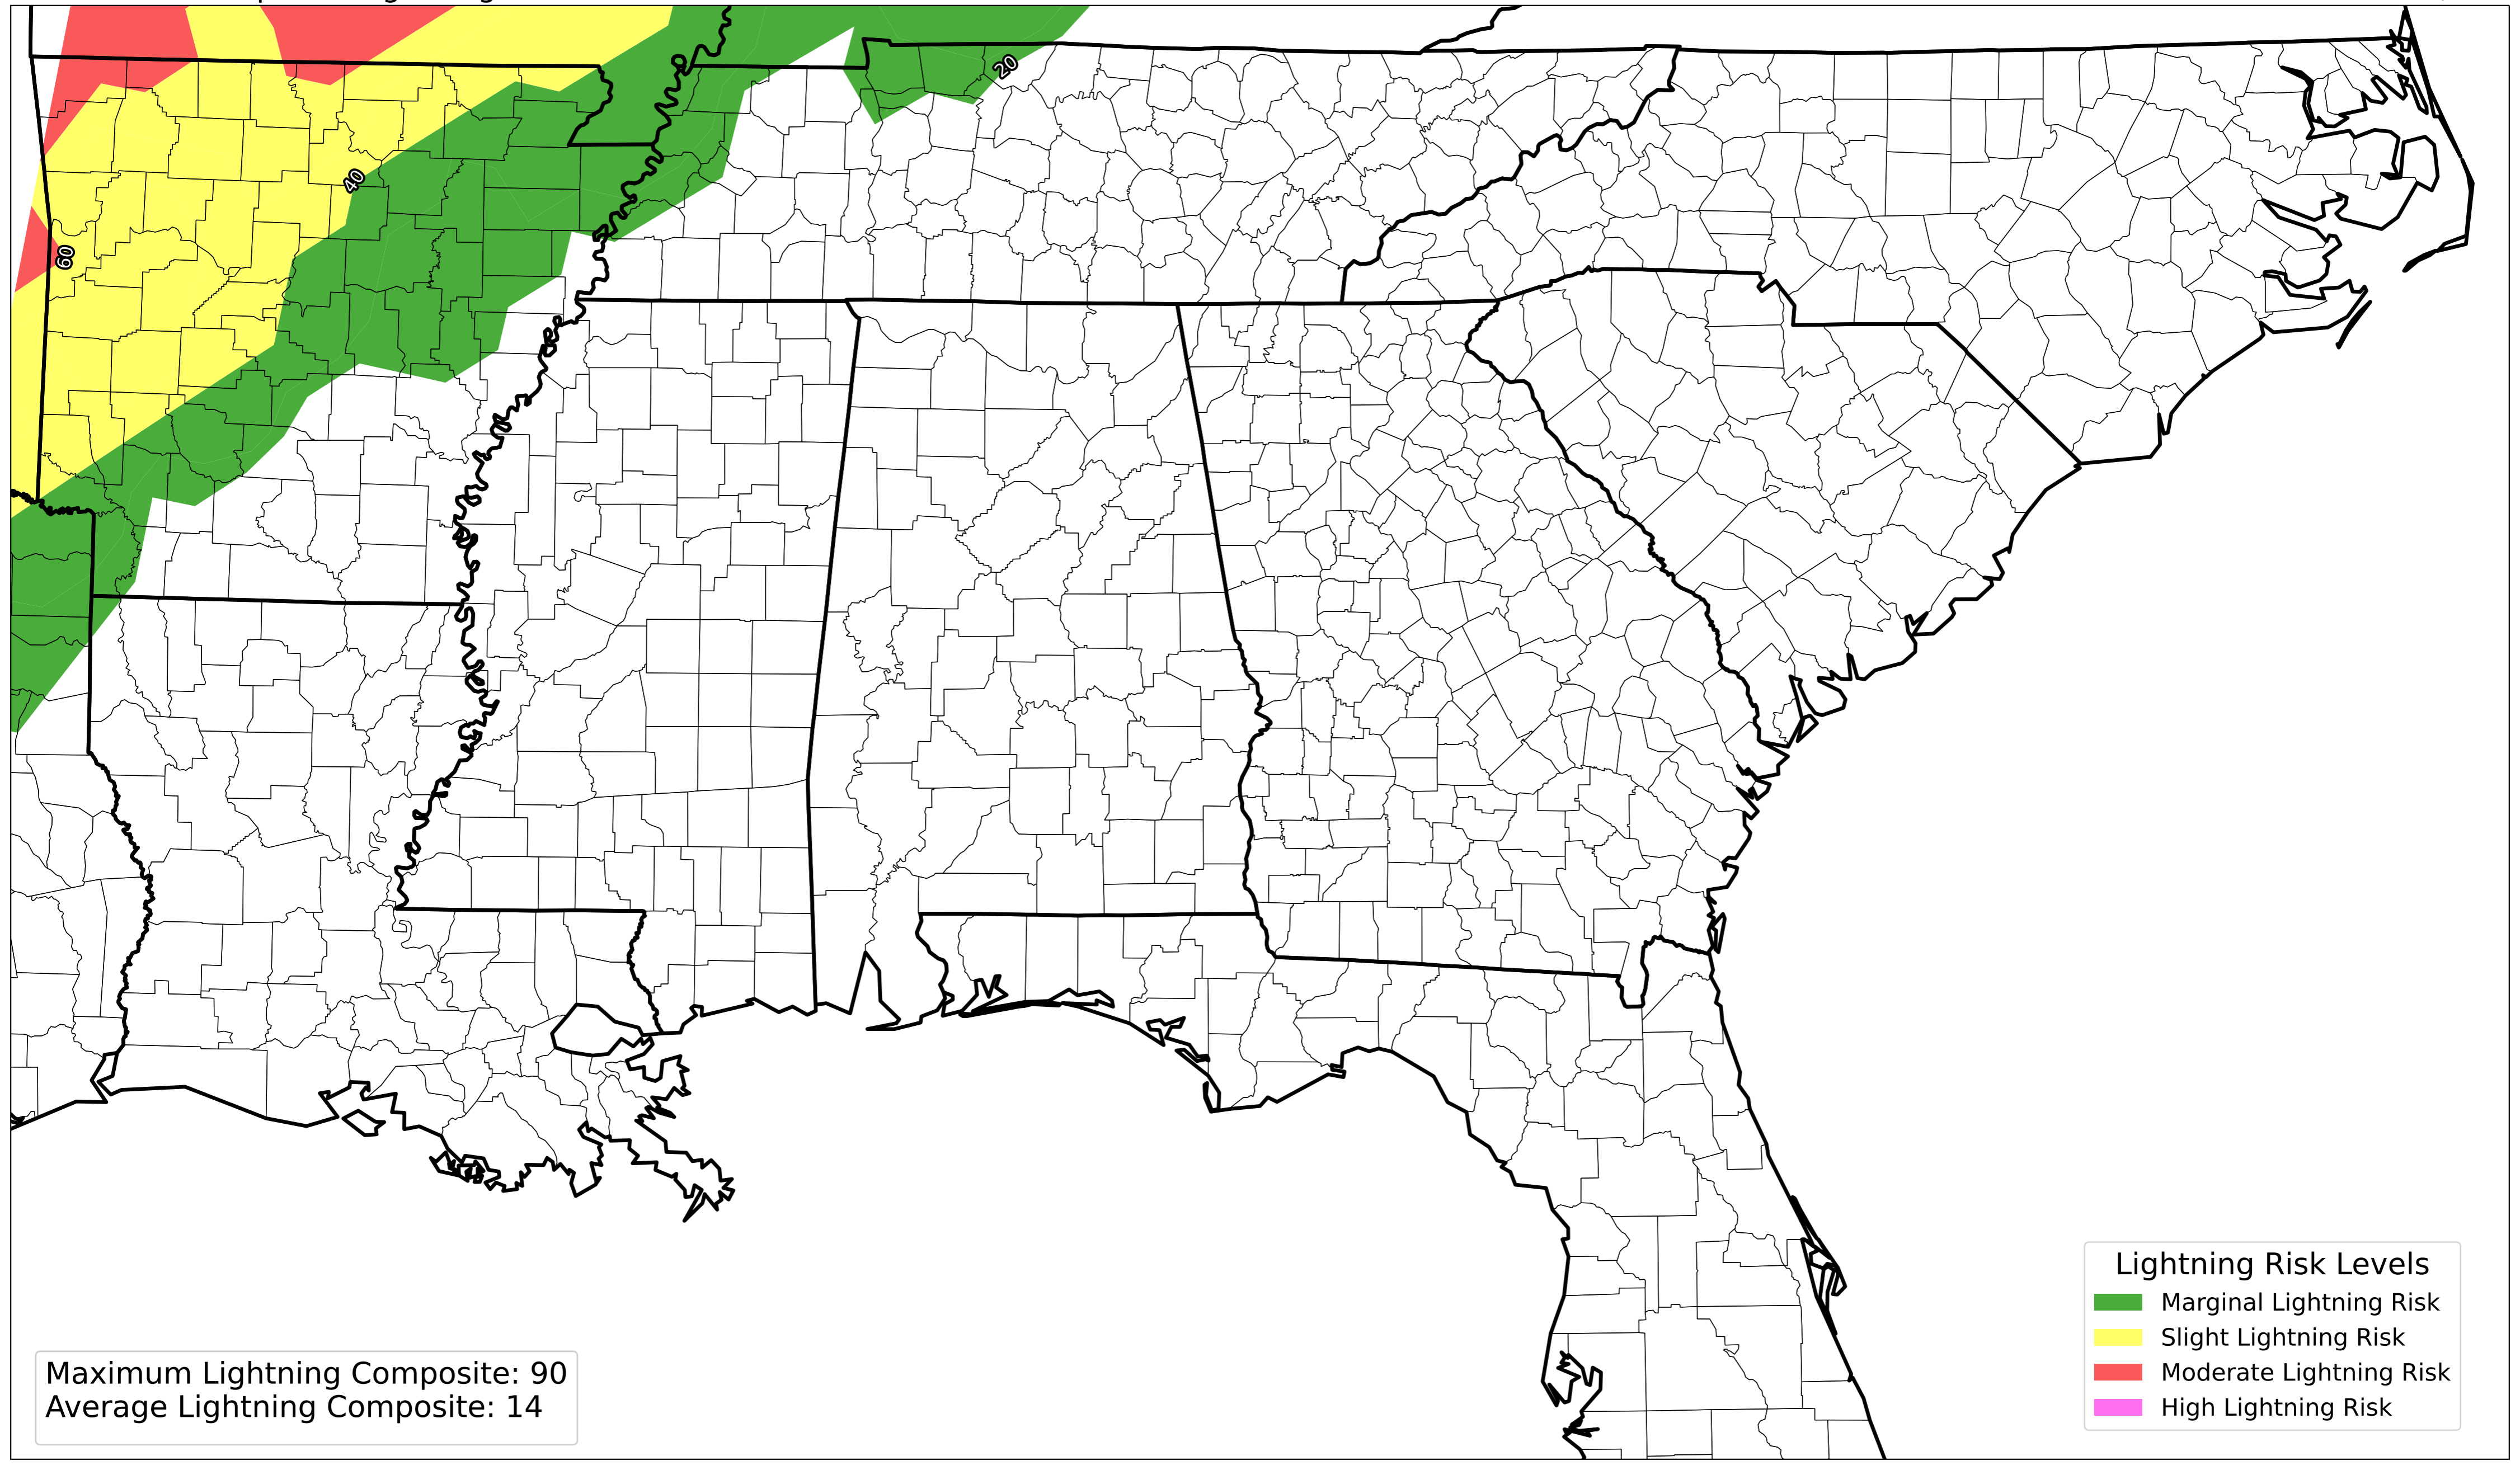 20
40
60
Lightning Risk Levels
Marginal Lightning Risk
Slight Lightning Risk
Moderate Lightning Risk
High Lightning Risk
Maximum Lightning Composite: 90
Average Lightning Composite: 14